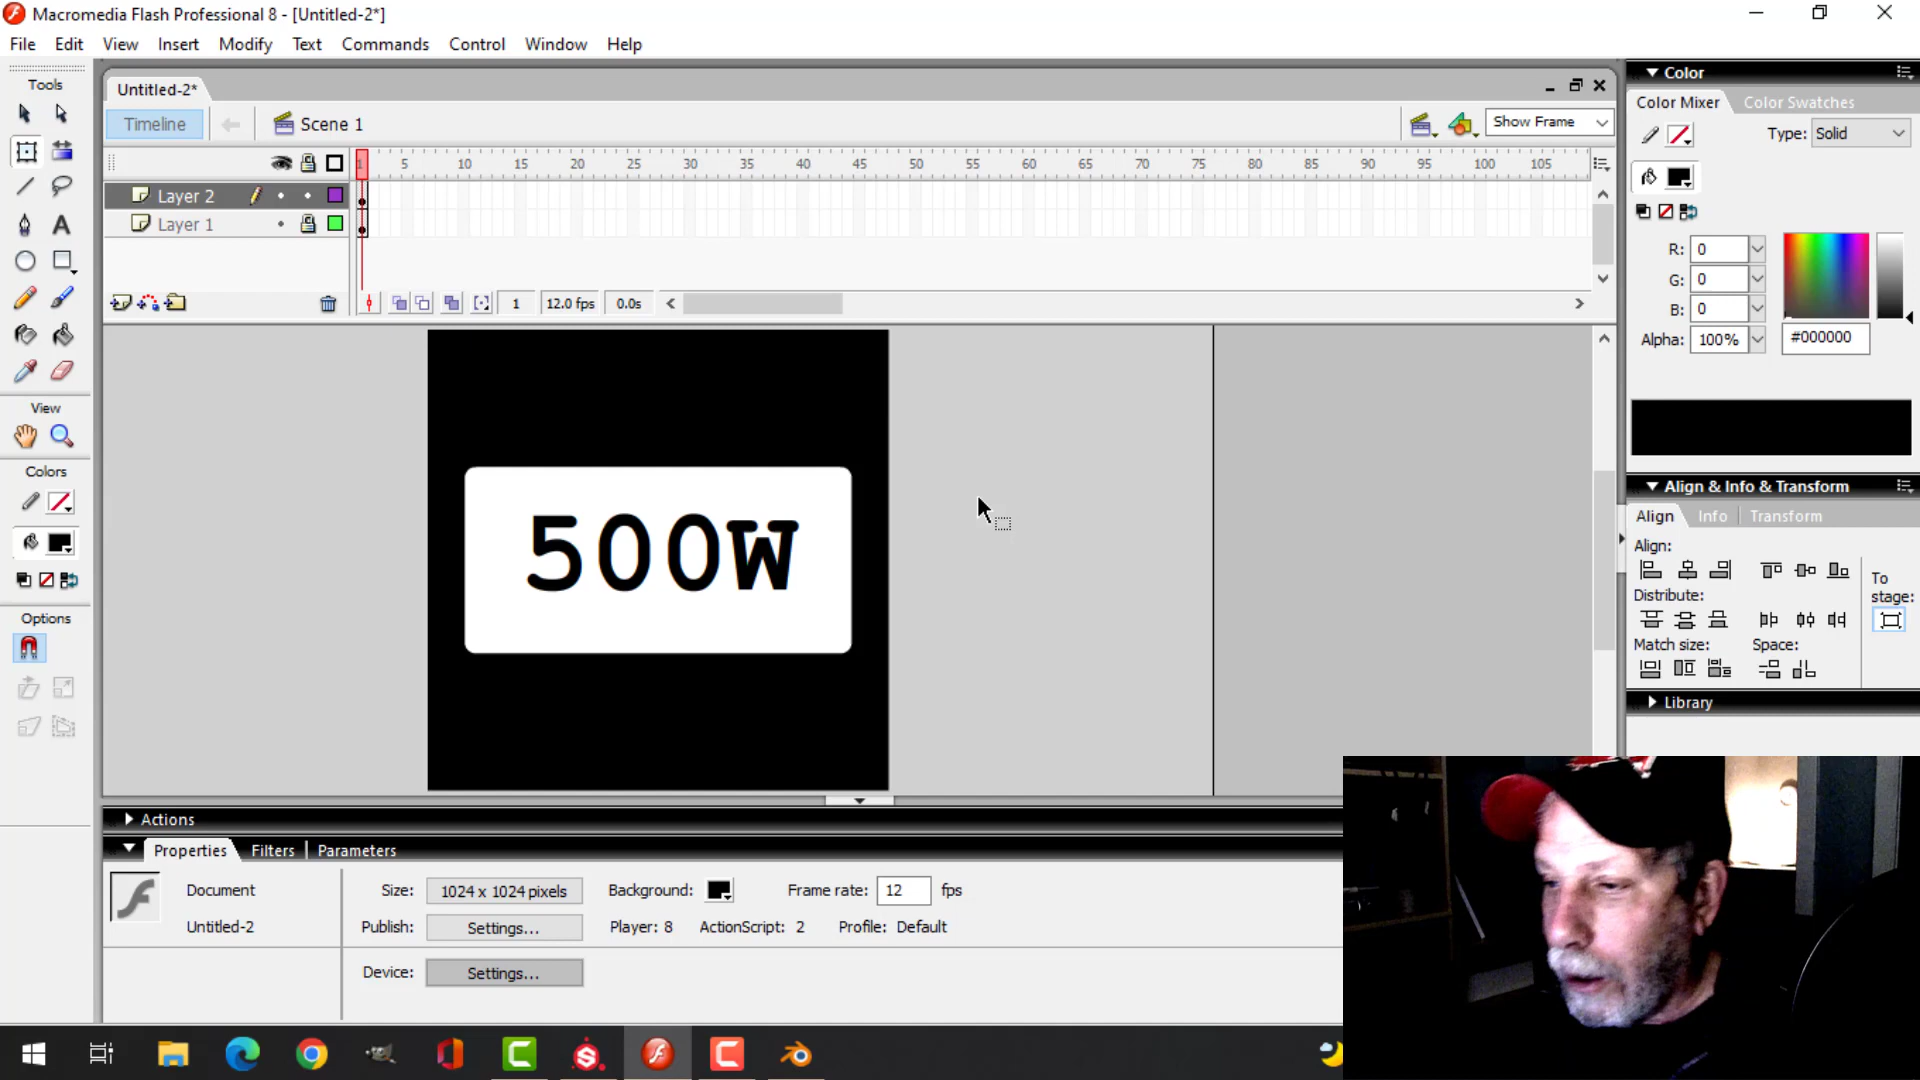 Macromedia Flash Professional 8 - [Untitled-2*]
File Edit View Insert Modify Text Commands Control Window Help
Tools
View
Colors
Options
Untitled-2*
Timeline
Scene 1
Show Frame
1 5 10 15 20 25 30 35 40 45 50 55 60 65 70 75 80 85 90 95 100 105
Layer 2
Layer 1
1 12.0 fps 0.0s
500W
Actions
Properties Filters Parameters
Document
Untitled-2
Size: 1024 x 1024 pixels Background: Frame rate: 12 fps
Publish: Settings... Player: 8 ActionScript: 2 Profile: Default
Device: Settings...
Color
Color Mixer Color Swatches
Type: Solid
R: 0
G: 0
B: 0
Alpha: 100% #000000
Align & Info & Transform
Align Info Transform
Align:
Distribute:
Match size: Space:
To
stage:
Library